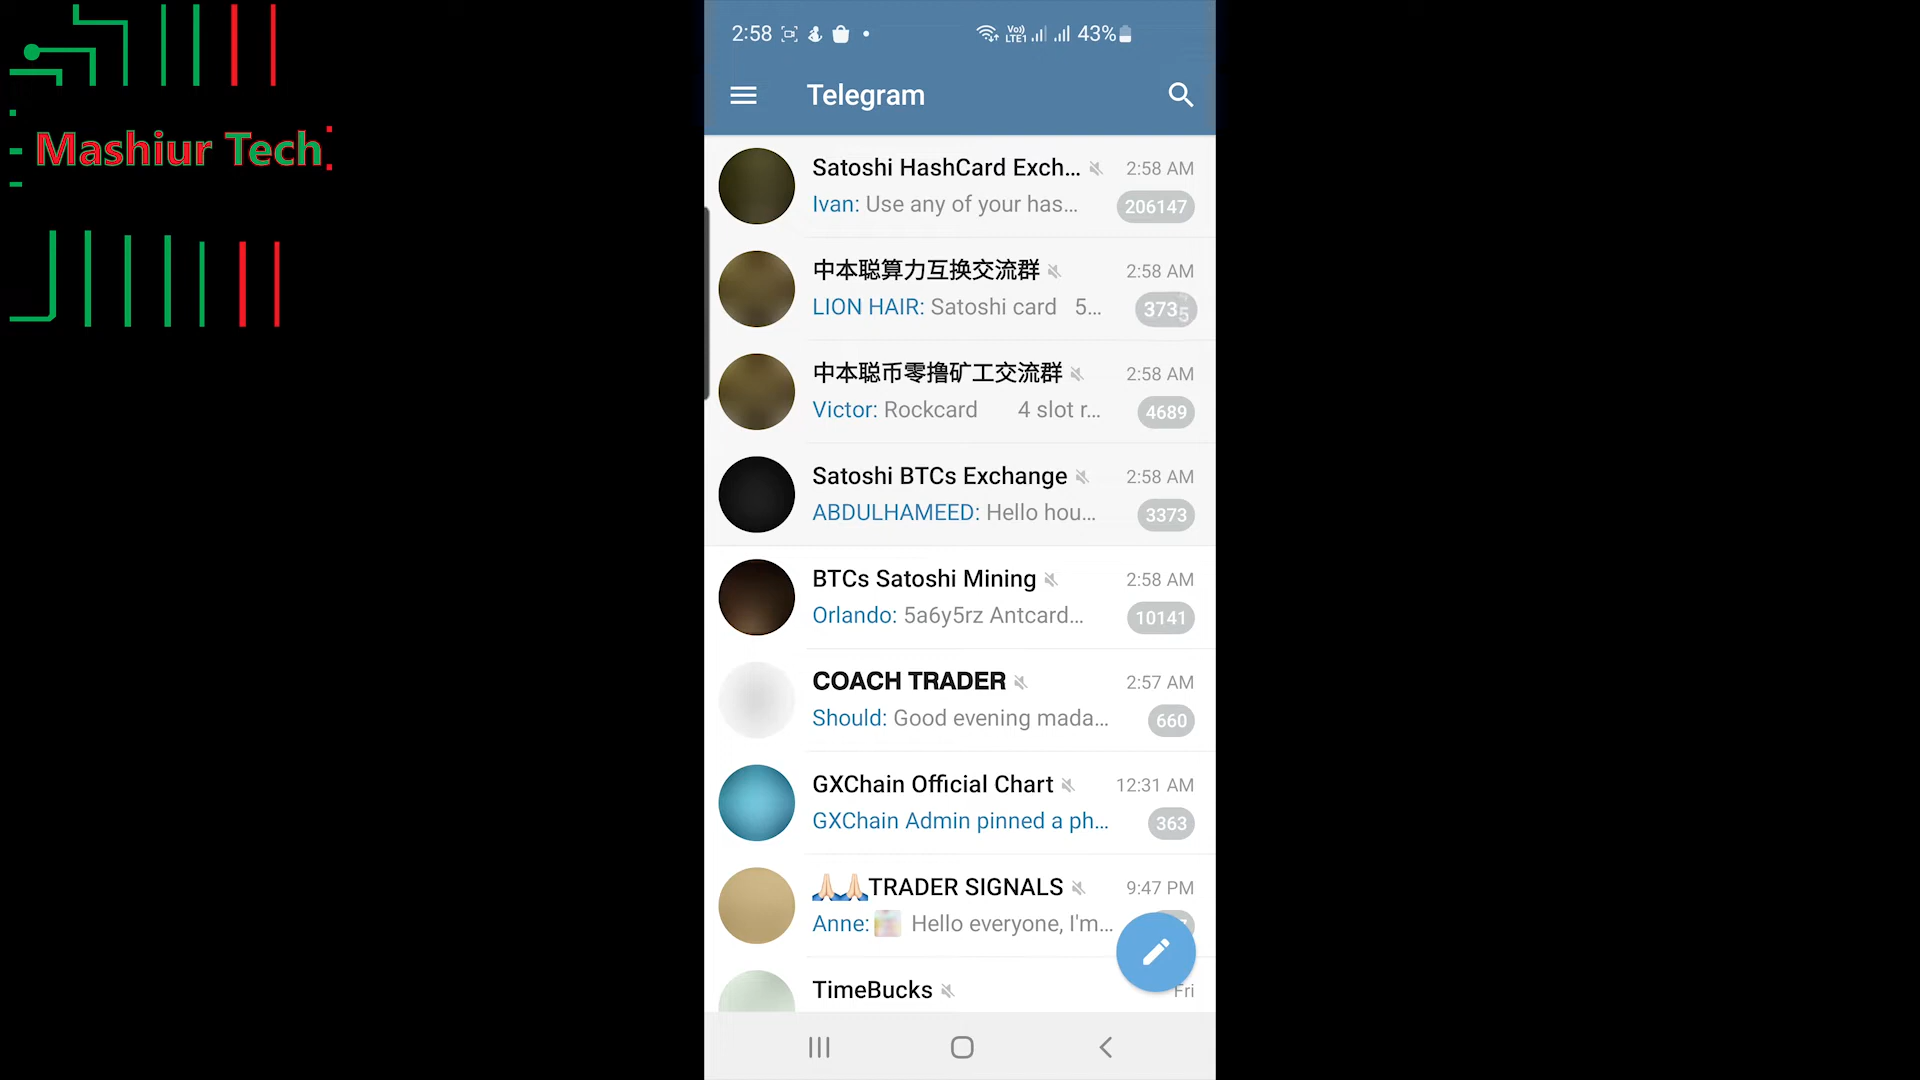 Mashiur Tech
2:58
Vo)) LTE1 43%
Telegram
Satoshi HashCard Exch... 2:58 AM
Ivan: Use any of your has... 206147
中本聪算力互换交流群 2:58 AM
LION HAIR: Satoshi card 5... 373
中本聪币零撸矿工交流群 2:58 AM
Victor: Rockcard 4 slot r... 4689
Satoshi BTCs Exchange 2:58 AM
ABDULHAMEED: Hello hou... 3373
BTCs Satoshi Mining 2:58 AM
Orlando: 5a6y5rz Antcard... 10141
COACH TRADER 2:57 AM
Should: Good evening mada... 660
GXChain Official Chart 12:31 AM
GXChain Admin pinned a ph... 363
🙏🏻🙏🏻TRADER SIGNALS 9:47 PM
Anne: Hello everyone, I'm...
TimeBucks Fri